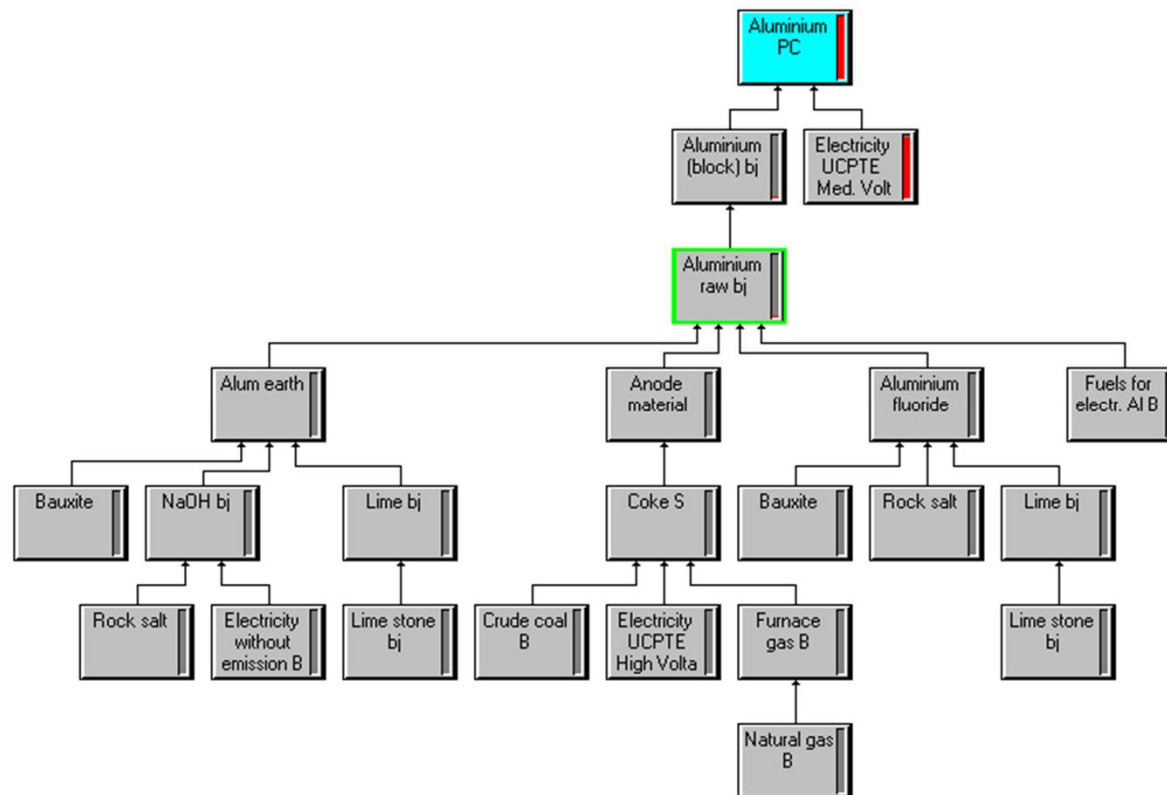 Aluminium
PC
Aluminium
(block) bj
Electricity
UCPTE
Med. Volt
Aluminium
raw bj
Alum earth
Anode
material
Aluminium
fluoride
Fuels for
electr. Al B
Bauxite
NaOH bj
Lime bj
Coke S
Bauxite
Rock salt
Lime bj
Rock salt
Electricity
without
emission B
Lime stone
bj
Crude coal
B
Electricity
UCPTE
High Volta
Furnace
gas B
Lime stone
bj
Natural gas
B